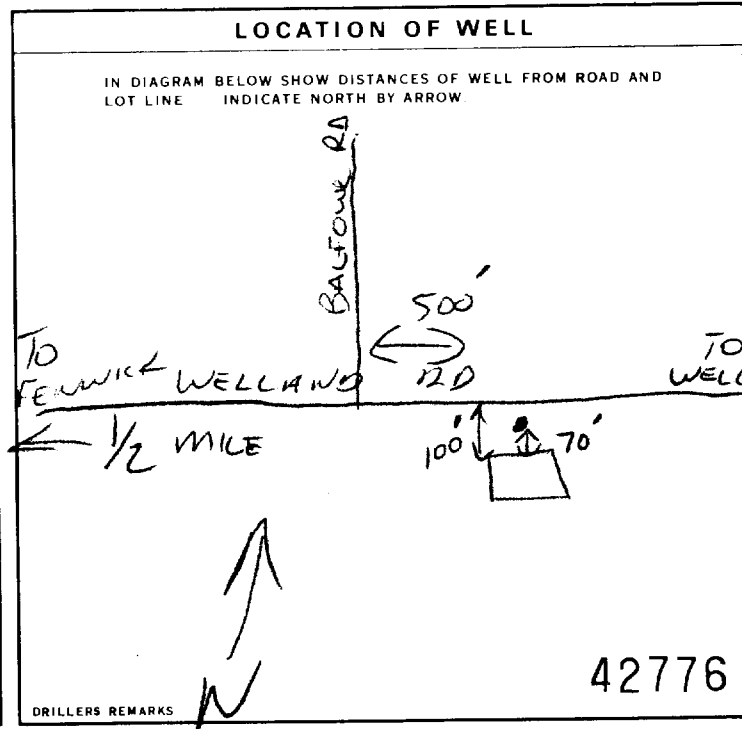 LOCATION OF WELL
IN DIAGRAM BELOW SHOW DISTANCES OF WELL FROM ROAD AND
LOT LINE INDICATE NORTH BY ARROW.
BALFOUR RD
500'
TO
FENWICK WELLAND RD
TO
WELL
1/2 MILE
100'
70'
N
42776
DRILLERS REMARKS